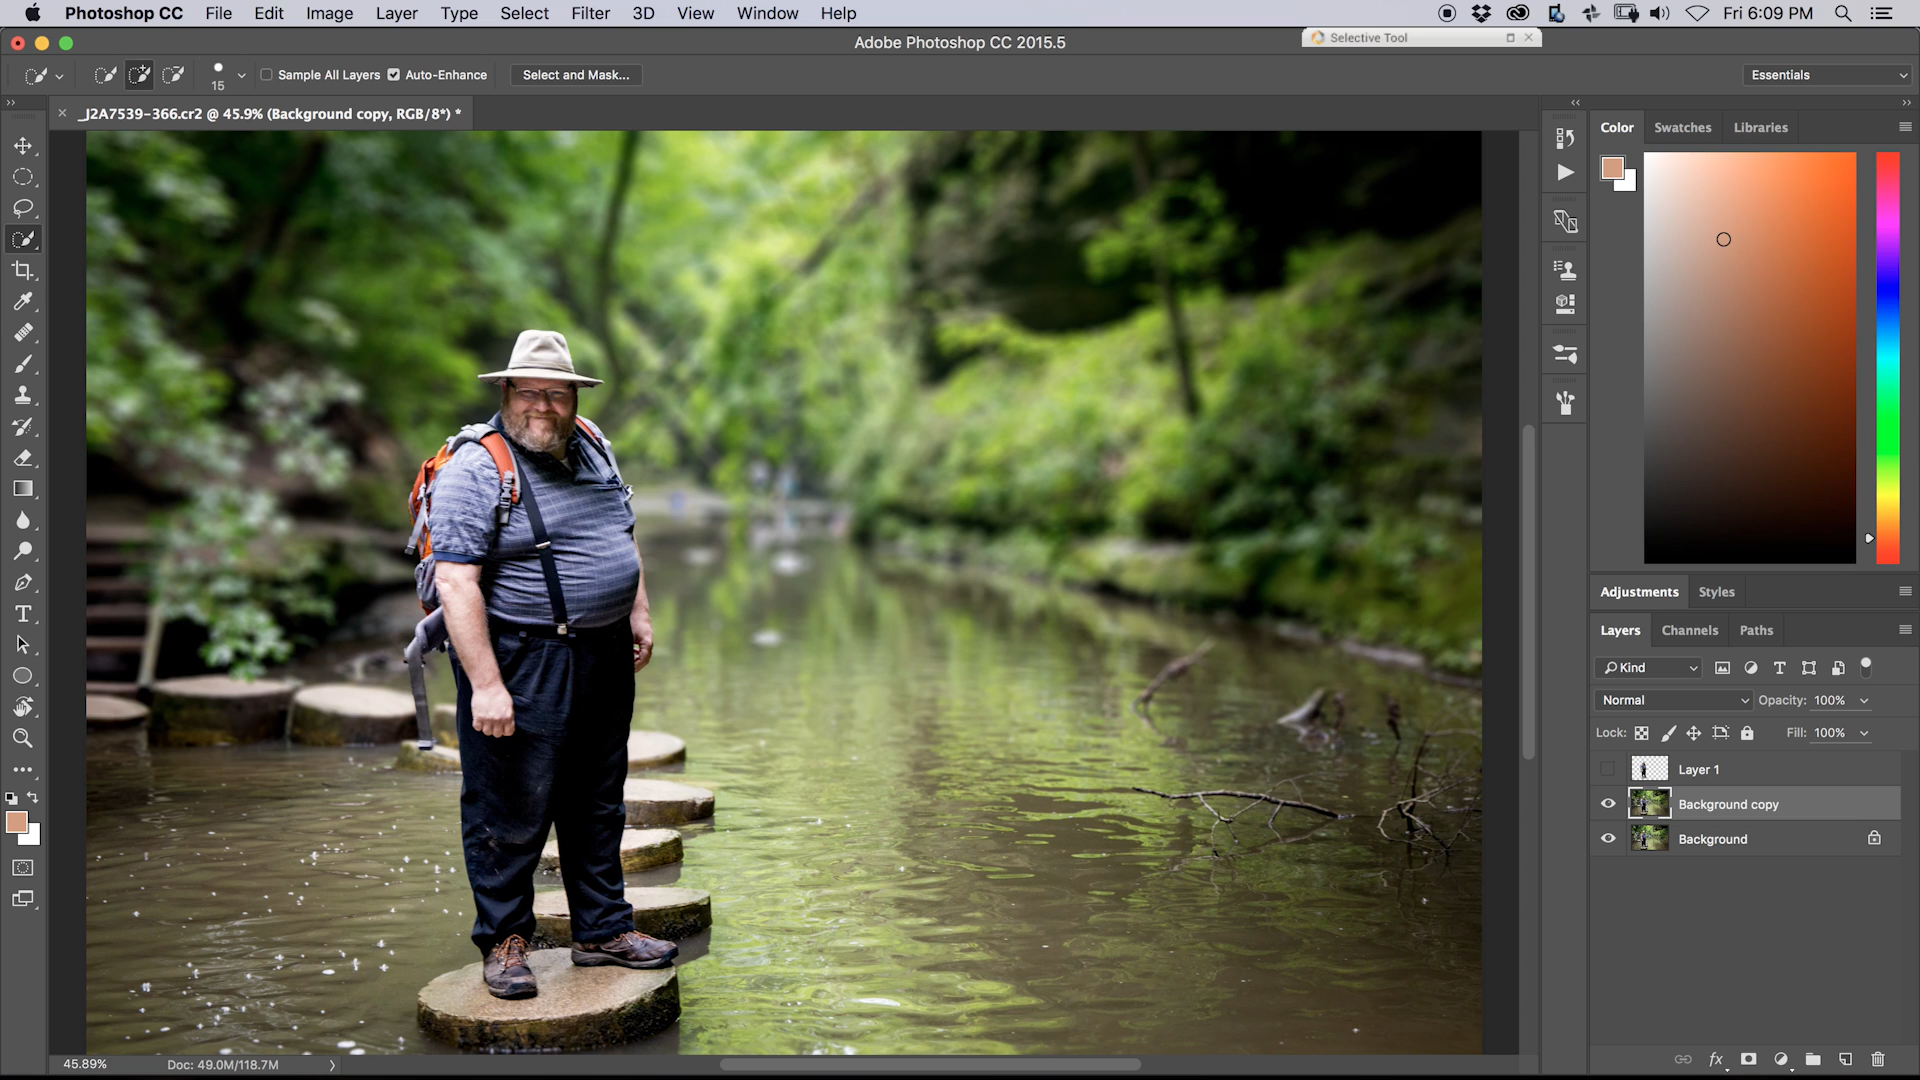 Photoshop CC File Edit Image Layer Type Select Filter 3D View Window Help Fri 6:09 PM
Adobe Photoshop CC 2015.5
Selective Tool
15
Sample All Layers
Auto-Enhance
Select and Mask...
Essentials
_J2A7539-366.cr2 @ 45.9% (Background copy, RGB/8*) *
Color Swatches Libraries
Adjustments Styles
Layers Channels Paths
Kind
Normal Opacity: 100%
Lock: Fill: 100%
Layer 1
Background copy
Background
fx
45.89% Doc: 49.0M/118.7M